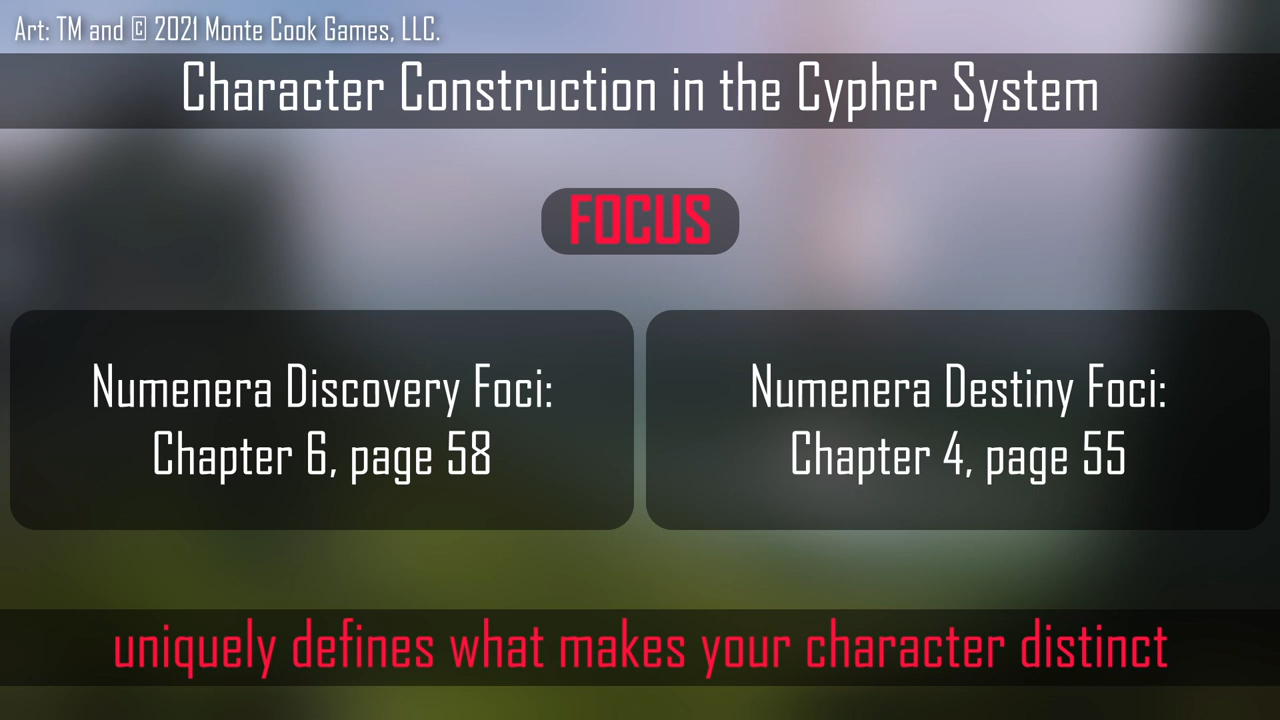 Art: TM and © 2021 Monte Cook Games, LLC.
Character Construction in the Cypher System
FOCUS
Numenera Discovery Foci:
Chapter 6, page 58
Numenera Destiny Foci:
Chapter 4, page 55
uniquely defines what makes your character distinct